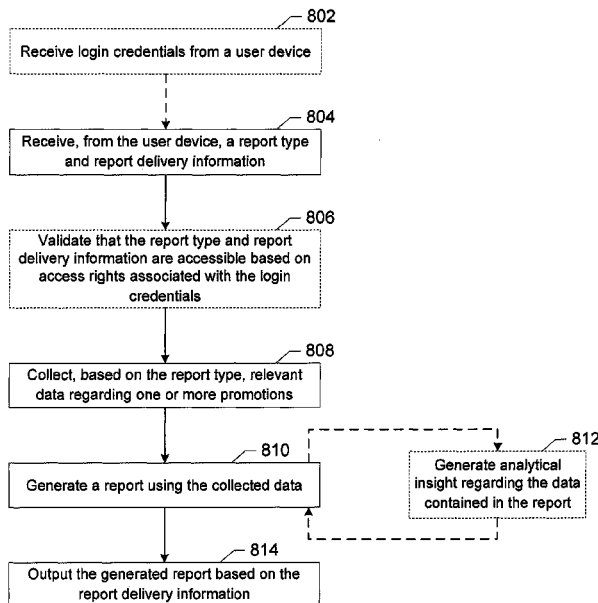 802
Receive login credentials from a user device
804
Receive, from the user device, a report type
and report delivery information
806
Validate that the report type and report
delivery information are accessible based on
access rights associated with the login
credentials
808
Collect, based on the report type, relevant
data regarding one or more promotions
810
Generate a report using the collected data
812
Generate analytical
insight regarding the data
contained in the report
814
Output the generated report based on the
report delivery information